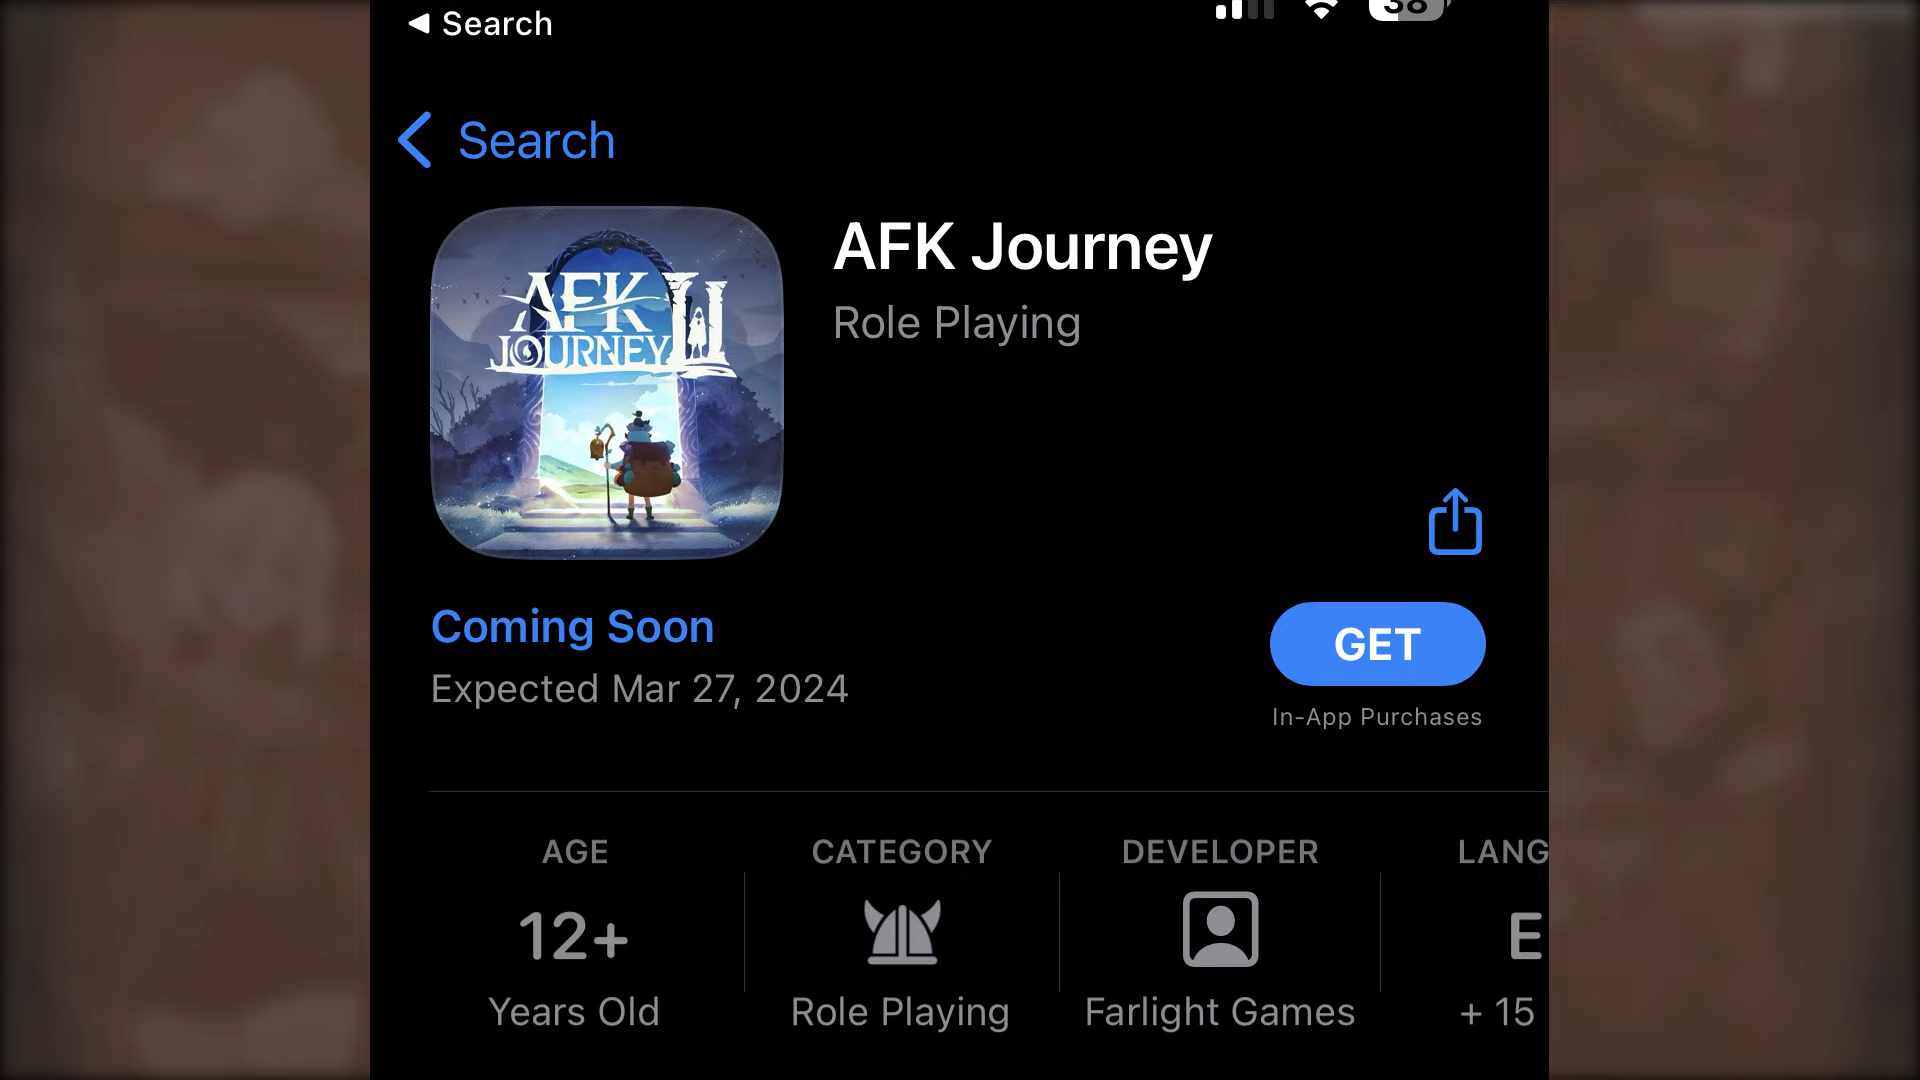 ◀ Search
38
Search
AFK
JOURNEY
AFK Journey
Role Playing
Coming Soon
Expected Mar 27, 2024
GET
In-App Purchases
AGE
12+
Years Old
CATEGORY
Role Playing
DEVELOPER
Farlight Games
LANG
E
+ 15